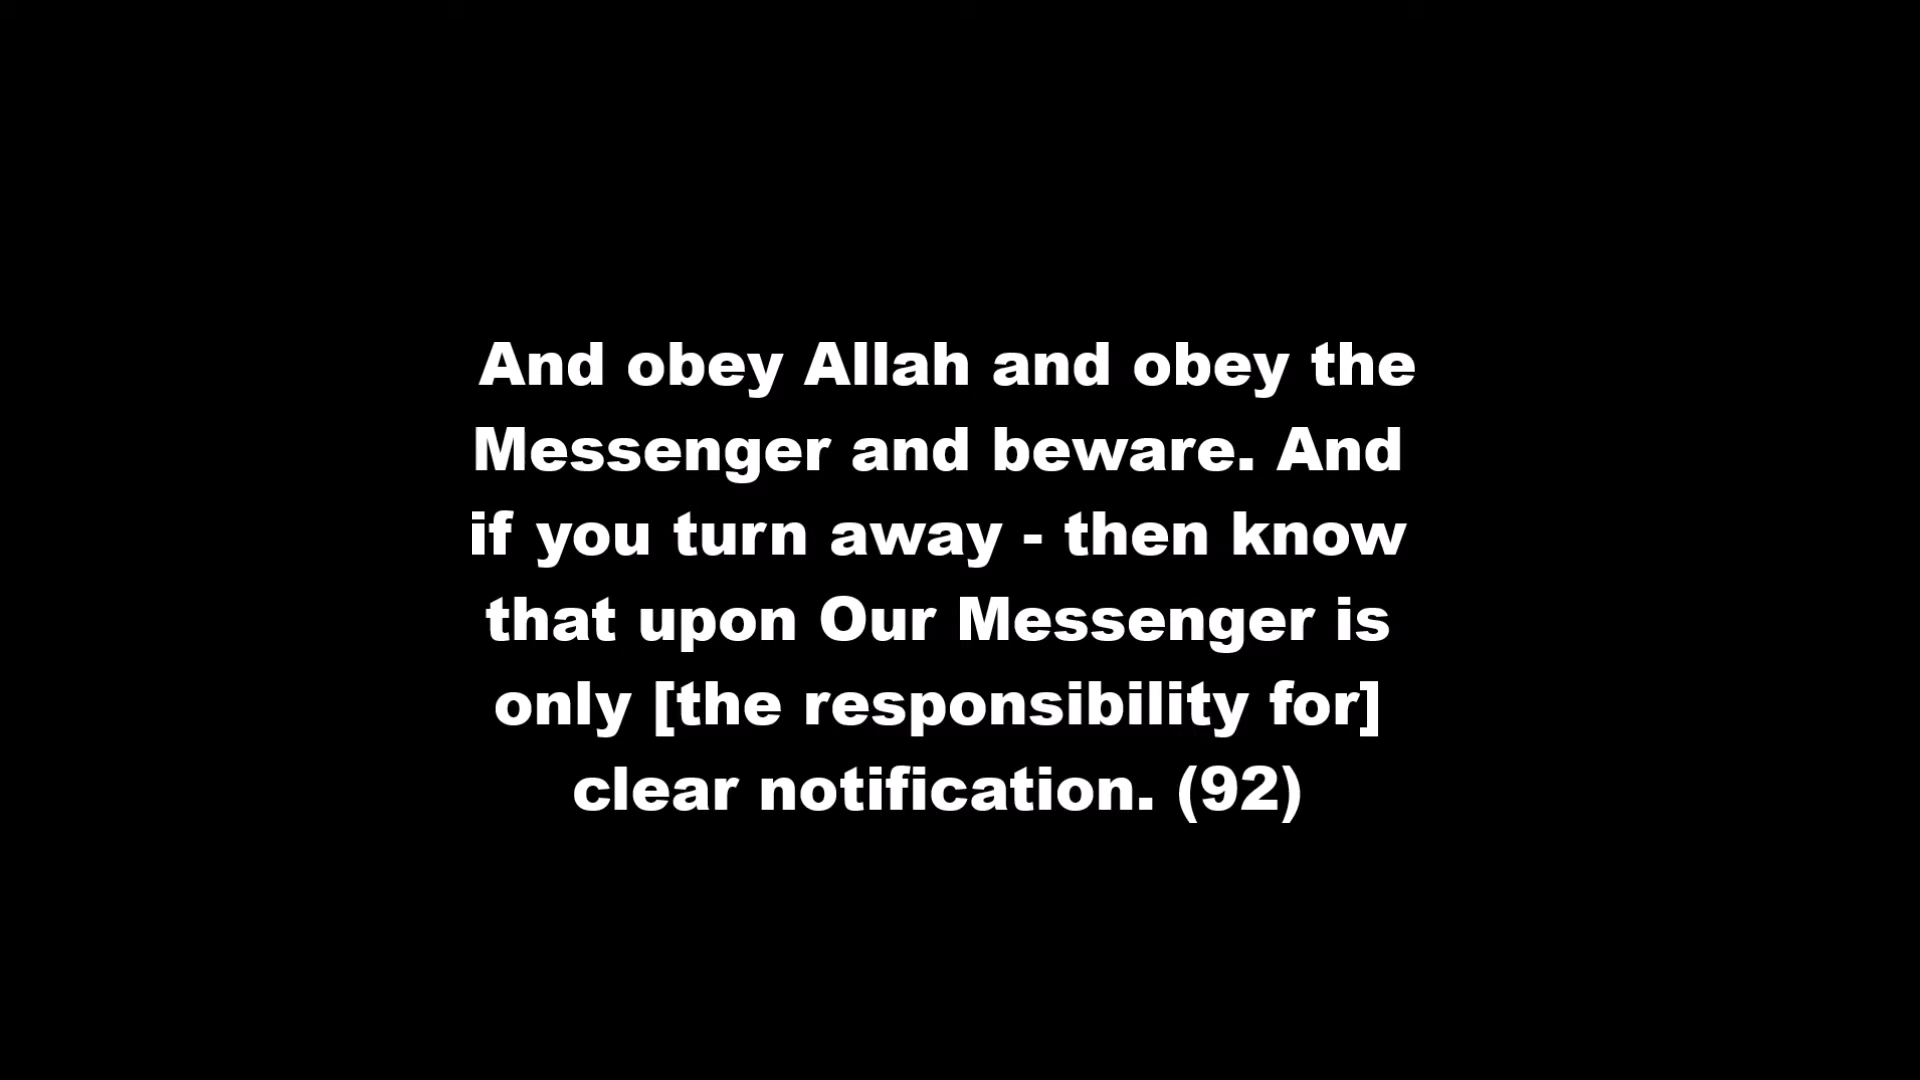 And obey Allah and obey the
Messenger and beware. And
if you turn away - then know
that upon Our Messenger is
only [the responsibility for]
clear notification. (92)